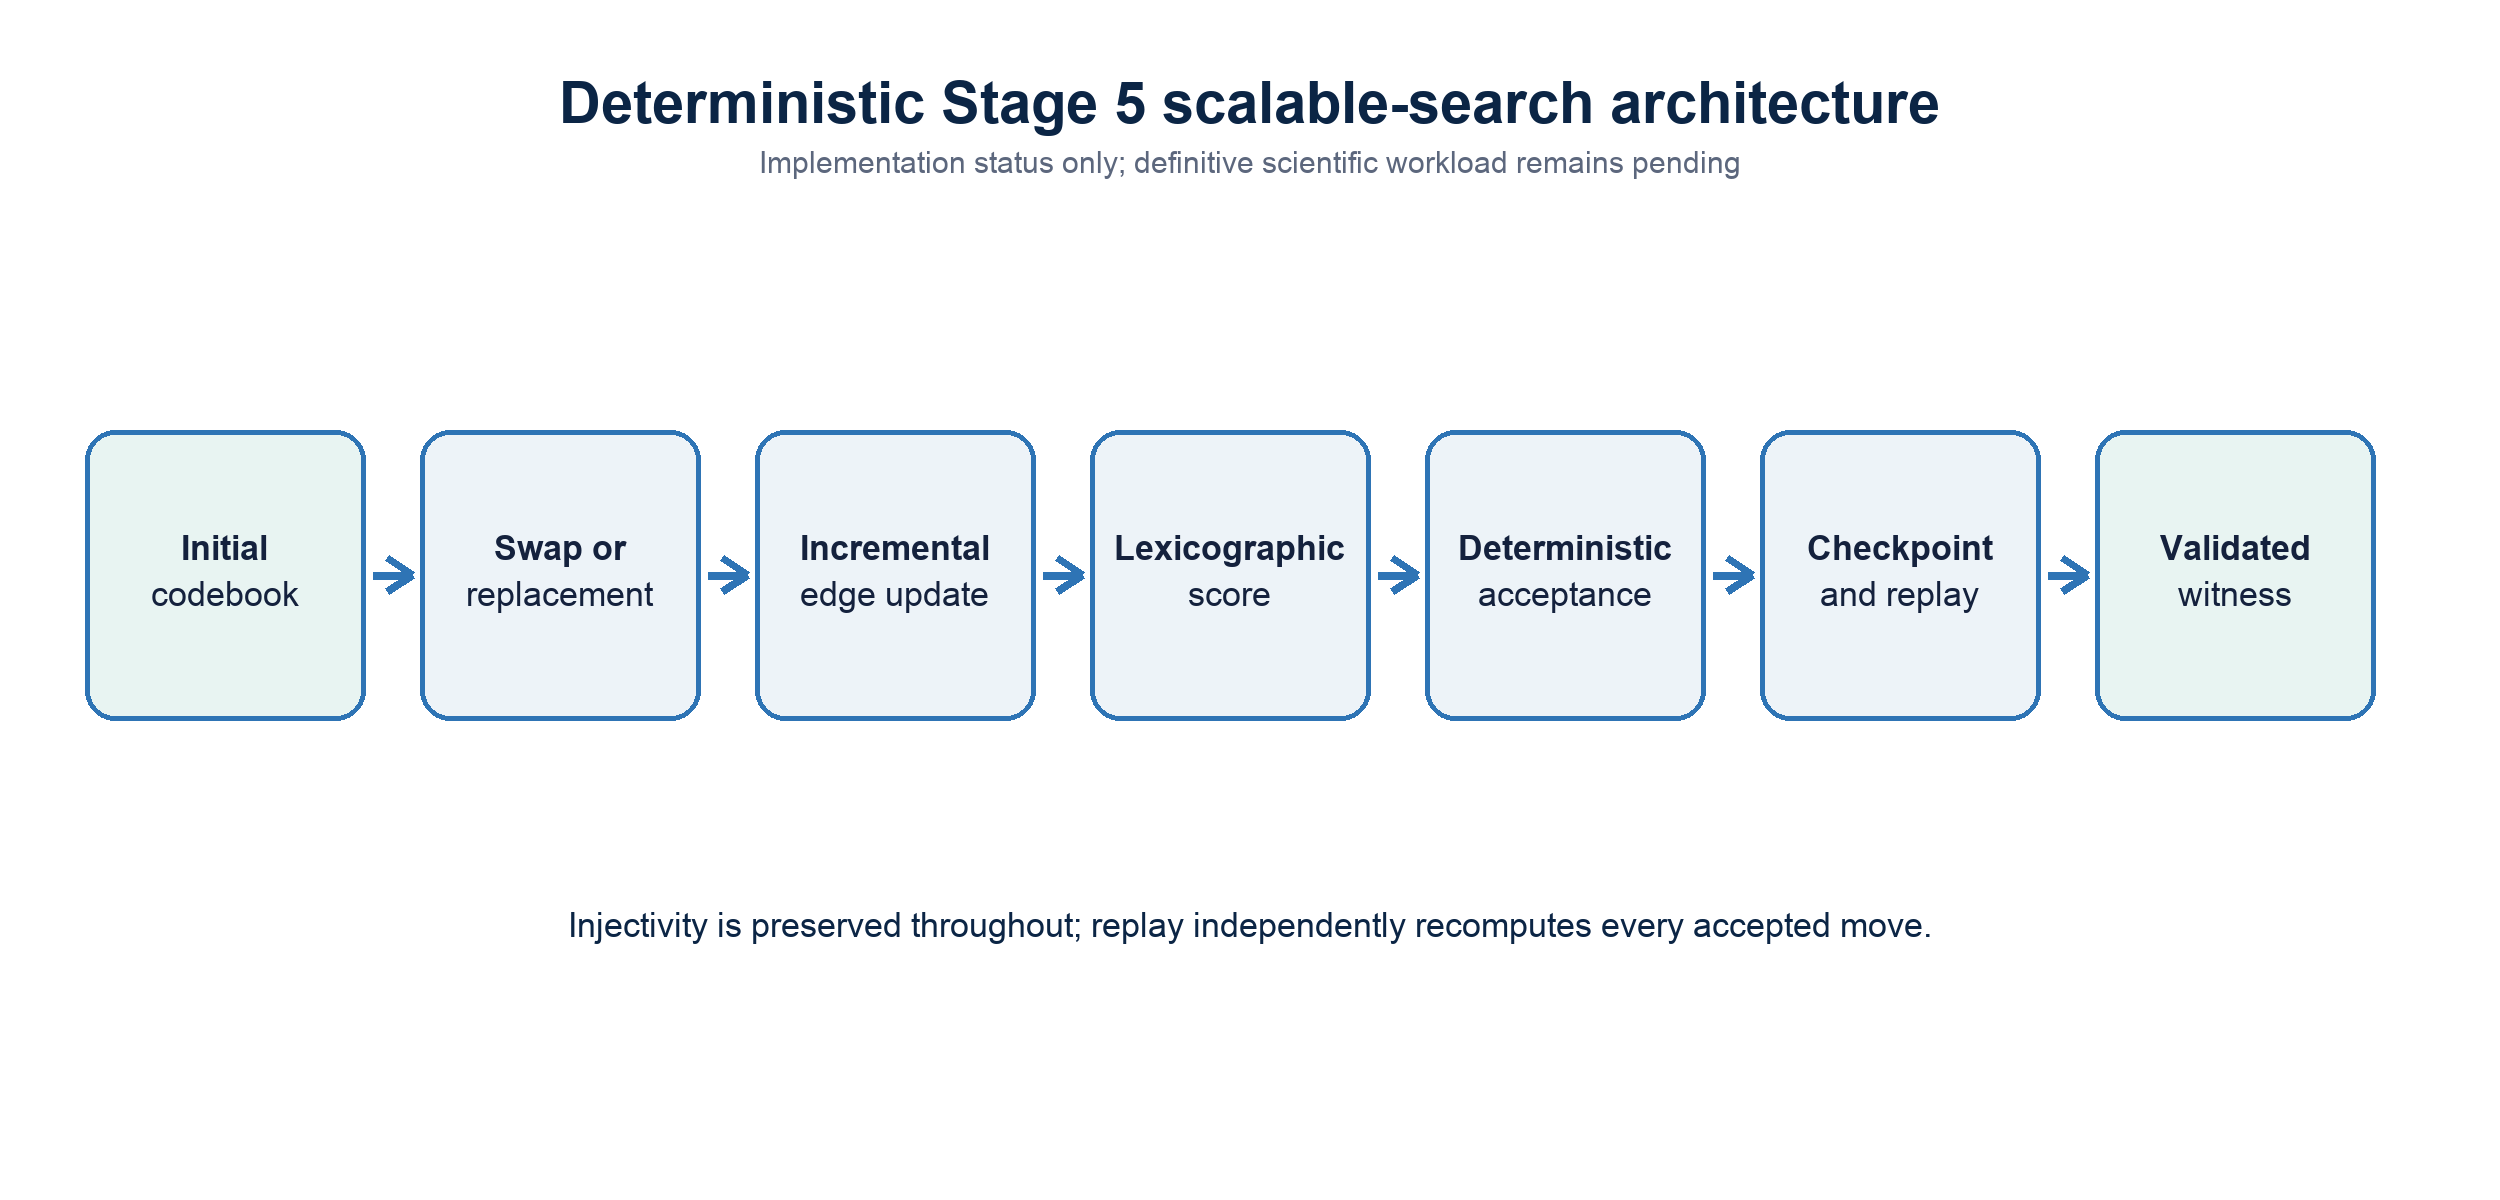 Deterministic Stage 5 scalable-search architecture
Implementation status only; definitive scientific workload remains pending
Initial
codebook
Swap or
replacement
Incremental
edge update
Lexicographic
score
Deterministic
acceptance
Checkpoint
and replay
Validated
witness
Injectivity is preserved throughout; replay independently recomputes every accepted move.